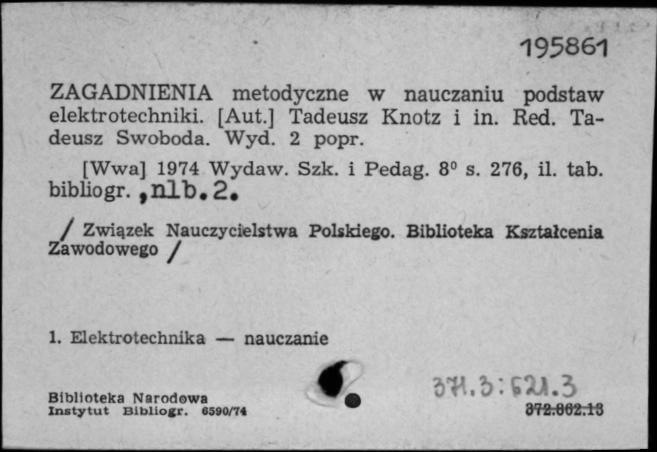 195861
ZAGADNIENIA metodyczne w nauczaniu podstaw
elektrotechniki. [Aut.] Tadeusz Knotz i in. Red. Ta-
deusz Swoboda. Wyd. 2 popr.
[Wwa] 1974 Wydaw. Szk. i Pedag. 8⁰ s. 276, il. tab.
bibliogr. , nlb. 2.
/ Związek Nauczycielstwa Polskiego. Biblioteka Kształcenia
Zawodowego /
1. Elektrotechnika — nauczanie
371.3:621.3
Biblioteka Narodowa
Instytut Bibliogr. 6590/74
372.862.13